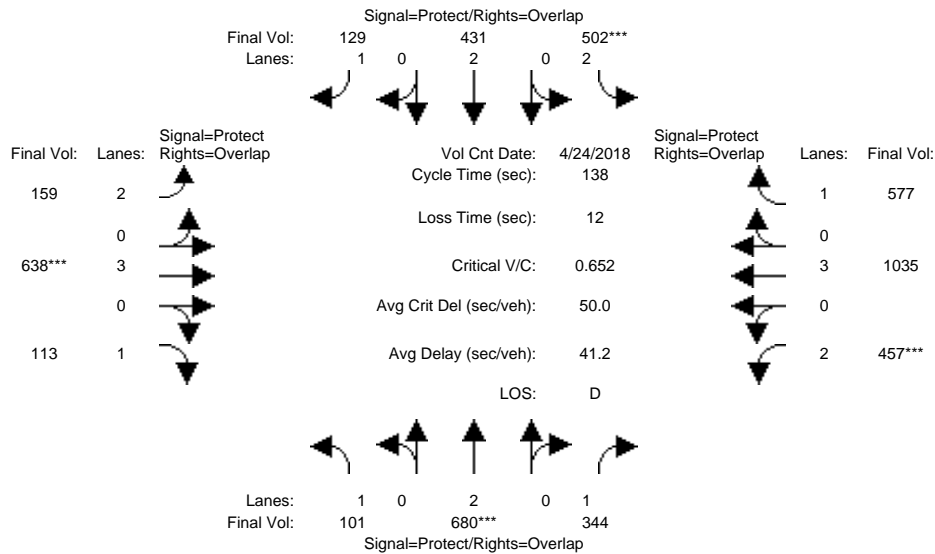 Signal=Protect/Rights=Overlap
Final Vol: 129 431 502***
Lanes: 1 0 2 0 2
Signal=Protect Signal=Protect
Final Vol: Lanes: Rights=Overlap Vol Cnt Date: 4/24/2018 Rights=Overlap Lanes: Final Vol:
Cycle Time (sec): 138
159 2 1 577
Loss Time (sec): 12
0 0
638*** 3 Critical V/C: 0.652 3 1035
0 Avg Crit Del (sec/veh): 50.0 0
113 1 Avg Delay (sec/veh): 41.2 2 457***
LOS: D
Lanes: 1 0 2 0 1
Final Vol: 101 680*** 344
Signal=Protect/Rights=Overlap